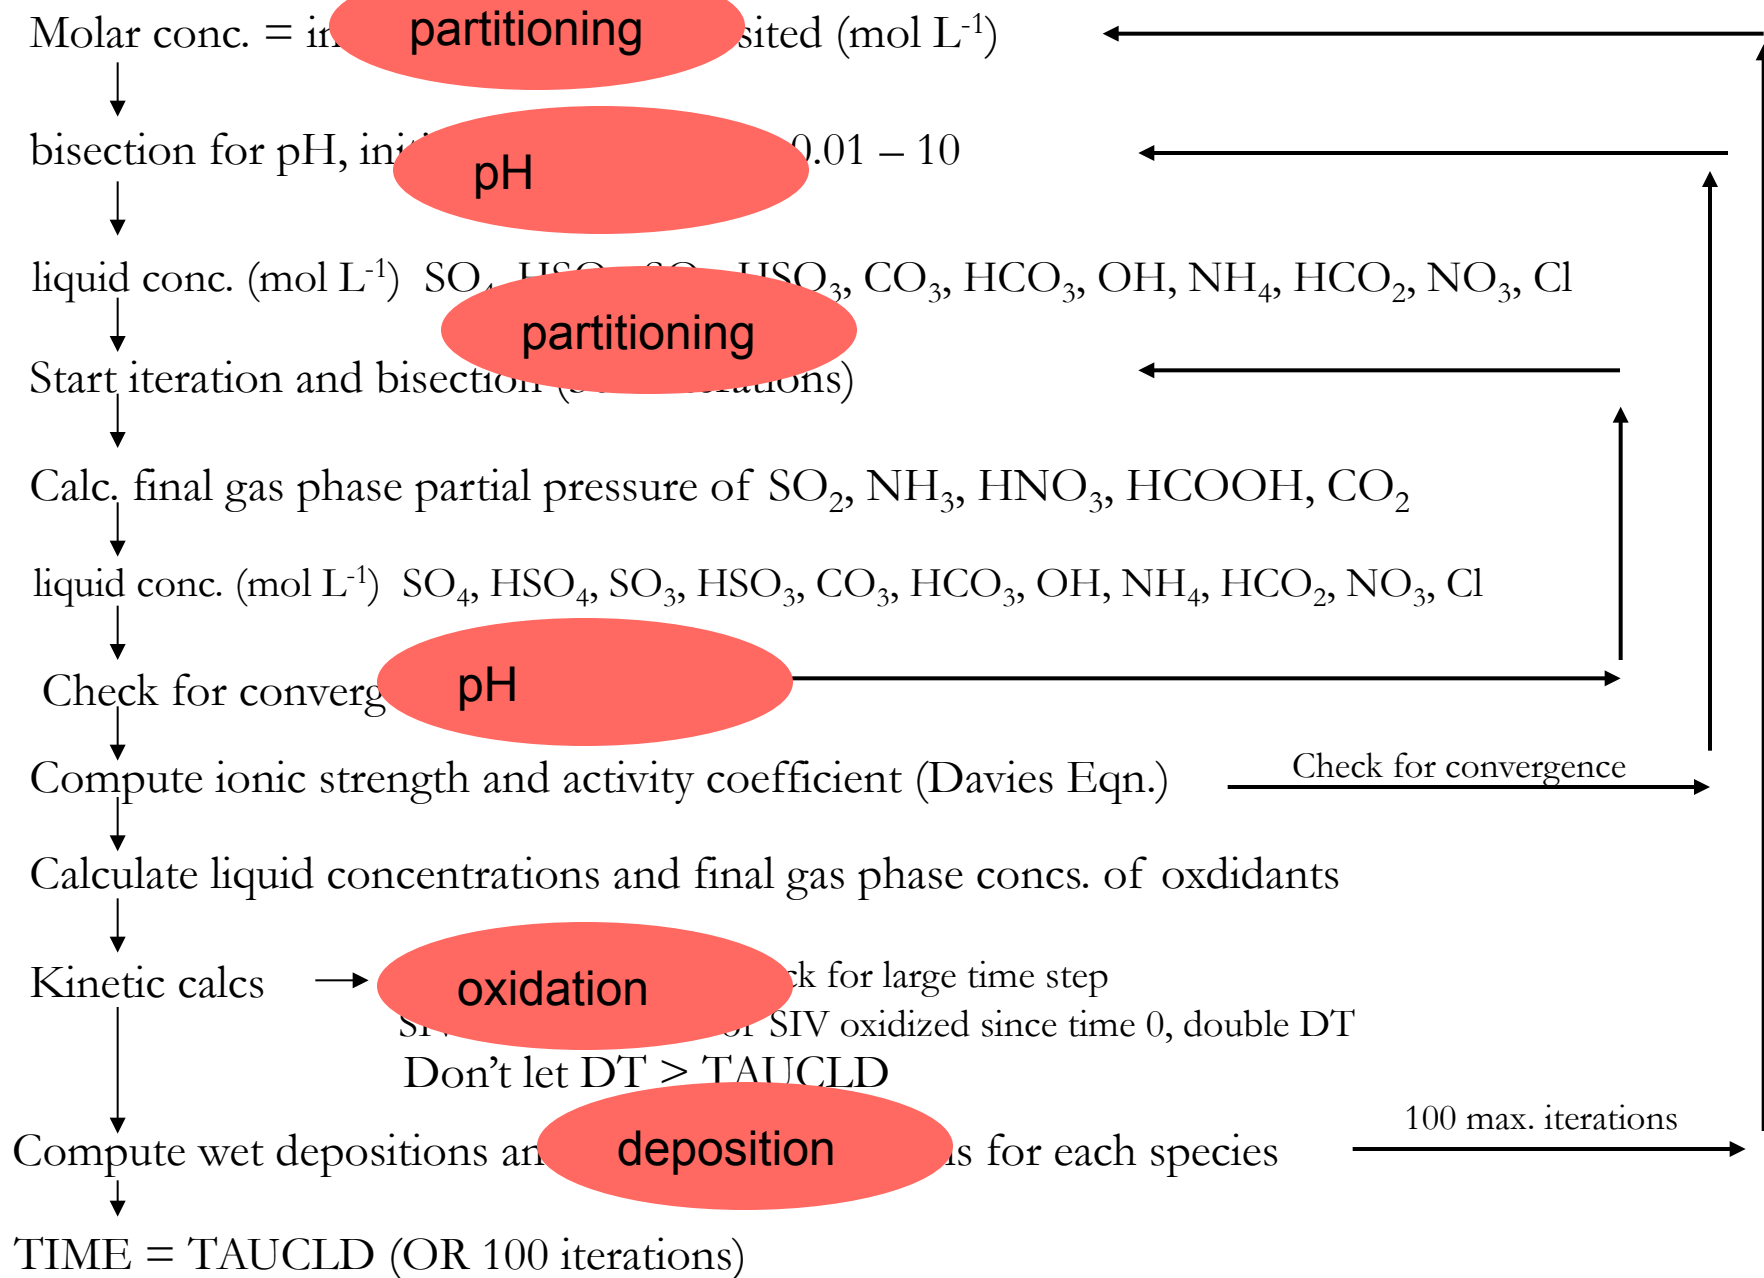 Molar conc. = in partitioning sited (mol L-1)
bisection for pH, ini pH 0.01 – 10
liquid conc. (mol L-1) SO4, HSO SO HSO3, CO3, HCO3, OH, NH4, HCO2, NO3, Cl
partitioning
Start iteration and bisection ( erations)
Calc. final gas phase partial pressure of SO2, NH3, HNO3, HCOOH, CO2
liquid conc. (mol L-1) SO4, HSO4, SO3, HSO3, CO3, HCO3, OH, NH4, HCO2, NO3, Cl
Check for converg pH
Compute ionic strength and activity coefficient (Davies Eqn.) Check for convergence
Calculate liquid concentrations and final gas phase concs. of oxdidants
Kinetic calcs oxidation ck for large time step
SIV oxidized since time 0, double DT
Don't let DT > TAUCLD
100 max. iterations
Compute wet depositions an deposition s for each species
TIME = TAUCLD (OR 100 iterations)